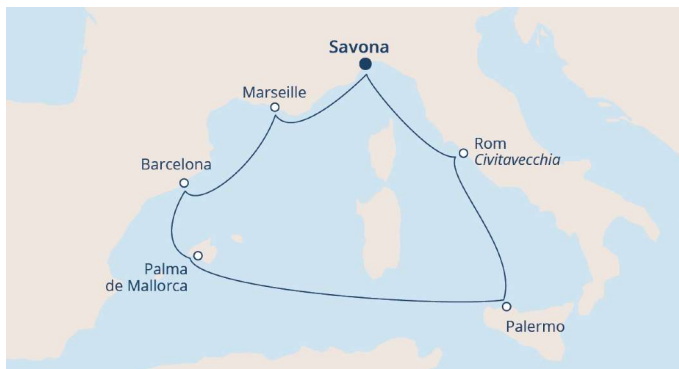 Savona
Marseille
Rom
Civitavecchia
Barcelona
Palma
de Mallorca
Palermo